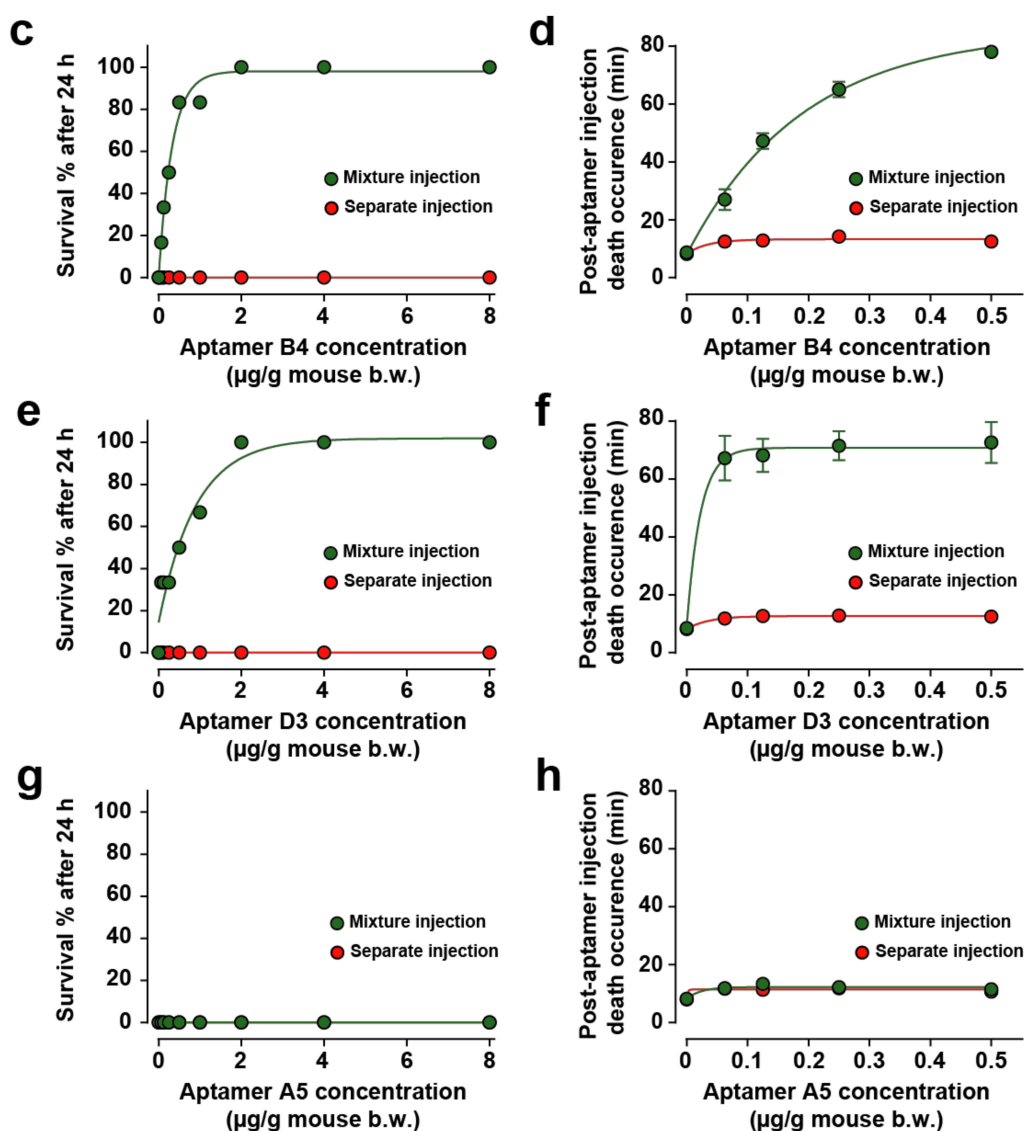 c
Survival % after 24 h
100
80
60
40
20
0
Mixture injection
Separate injection
0 2 4 6 8
Aptamer B4 concentration
(µg/g mouse b.w.)
d
Post-aptamer injection
death occurence (min)
80
60
40
20
0
Mixture injection
Separate injection
0 0.1 0.2 0.3 0.4 0.5
Aptamer B4 concentration
(µg/g mouse b.w.)
e
Survival % after 24 h
100
80
60
40
20
0
Mixture injection
Separate injection
0 2 4 6 8
Aptamer D3 concentration
(µg/g mouse b.w.)
f
Post-aptamer injection
death occurence (min)
80
60
40
20
0
Mixture injection
Separate injection
0 0.1 0.2 0.3 0.4 0.5
Aptamer D3 concentration
(µg/g mouse b.w.)
g
Survival % after 24 h
100
80
60
40
20
0
Mixture injection
Separate injection
0 2 4 6 8
Aptamer A5 concentration
(µg/g mouse b.w.)
h
Post-aptamer injection
death occurence (min)
80
60
40
20
0
Mixture injection
Separate injection
0 0.1 0.2 0.3 0.4 0.5
Aptamer A5 concentration
(µg/g mouse b.w.)